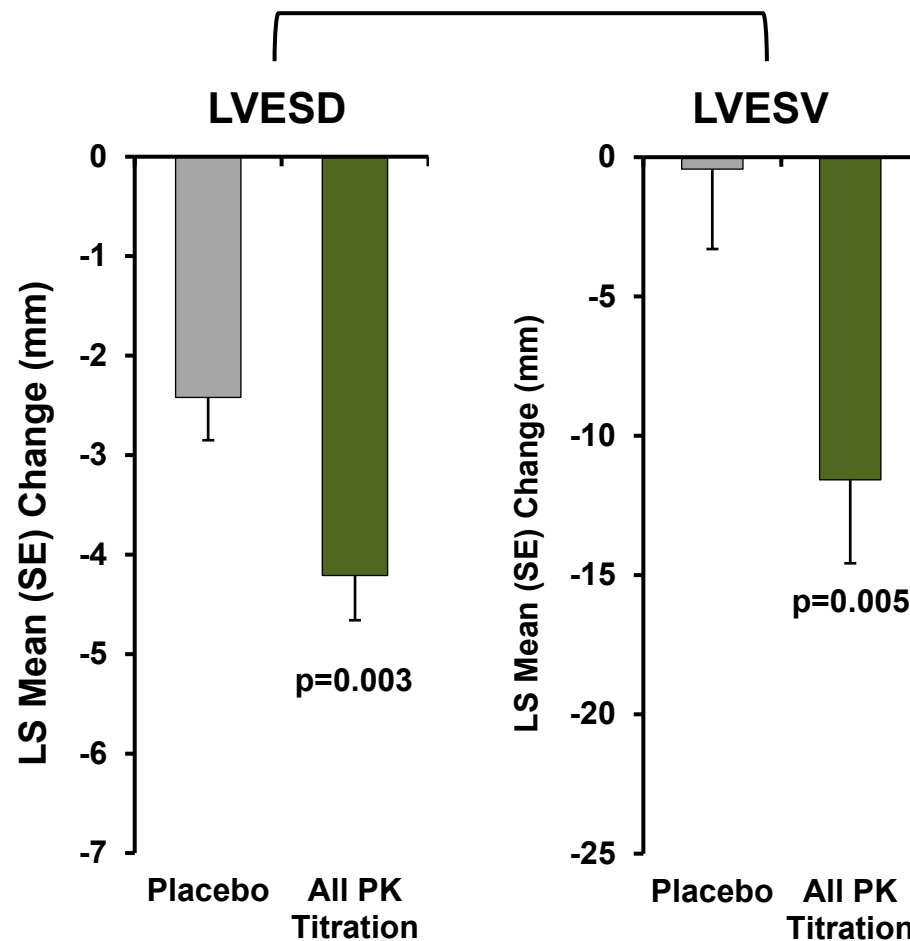 LVESD
LS Mean (SE) Change (mm)
0
-1
-2
-3
-4
-5
-6
-7
p=0.003
Placebo
All PK
Titration
LVESV
LS Mean (SE) Change (mm)
0
-5
-10
-15
-20
-25
p=0.005
Placebo
All PK
Titration